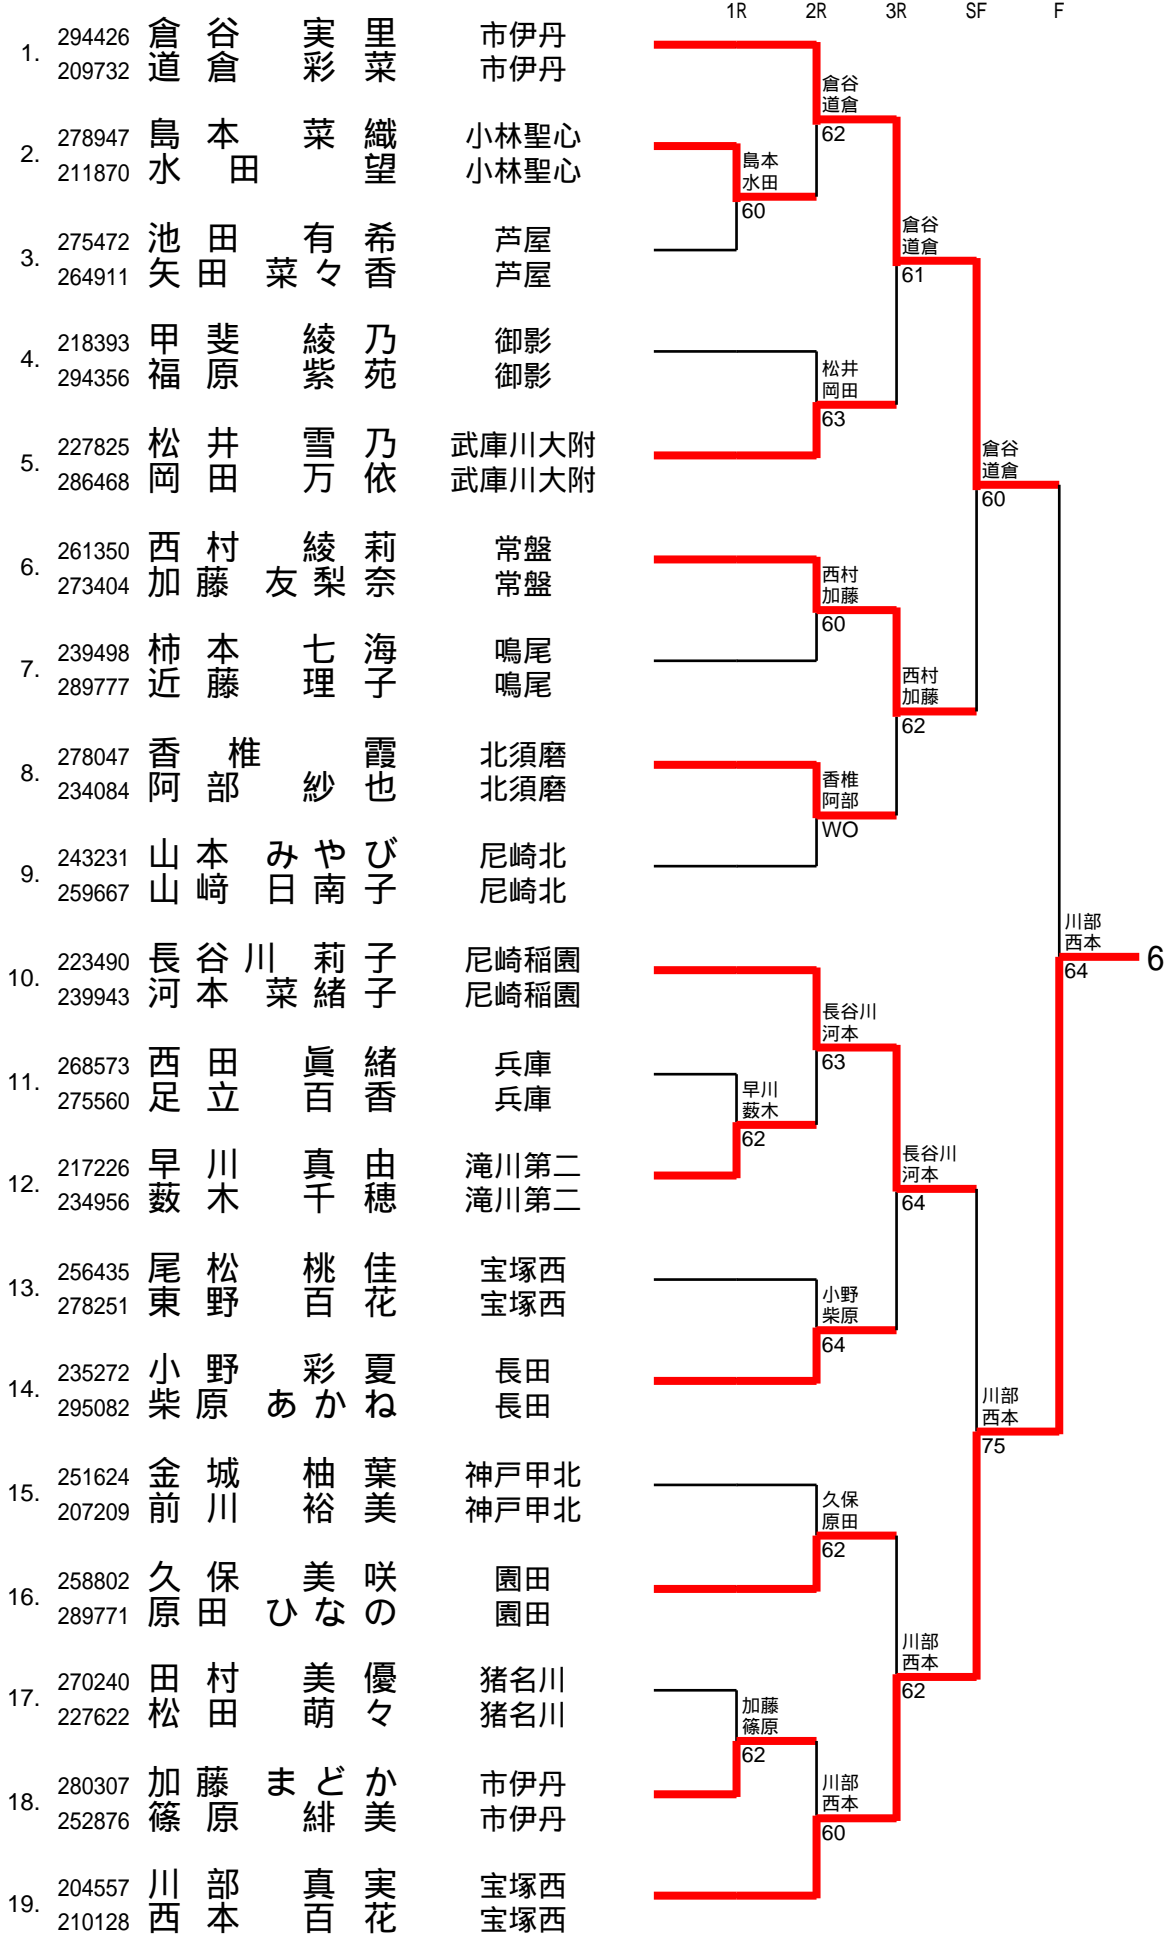 1R 2R 3R SF F
1. 294426 倉谷 実里 市伊丹
209732 道倉 彩菜 市伊丹
倉谷
道倉
62
2. 278947 島本 菜織 小林聖心
211870 水田 望 小林聖心
島本
水田
60
3. 275472 池田 有希 芦屋
264911 矢田 菜々香 芦屋
倉谷
道倉
61
4. 218393 甲斐 綾乃 御影
294356 福原 紫苑 御影
松井
岡田
63
5. 227825 松井 雪乃 武庫川大附
286468 岡田 万依 武庫川大附
倉谷
道倉
60
6. 261350 西村 綾莉 常盤
273404 加藤 友梨奈 常盤
西村
加藤
60
7. 239498 柿本 七海 鳴尾
289777 近藤 理子 鳴尾
西村
加藤
62
8. 278047 香椎 霞 北須磨
234084 阿部 紗也 北須磨
香椎
阿部
WO
9. 243231 山本 みやび 尼崎北
259667 山﨑 日南子 尼崎北
川部
西本
64
6
10. 223490 長谷川 莉子 尼崎稲園
239943 河本 菜緒子 尼崎稲園
長谷川
河本
63
11. 268573 西田 眞緒 兵庫
275560 足立 百香 兵庫
早川
薮木
62
12. 217226 早川 真由 滝川第二
234956 薮木 千穂 滝川第二
長谷川
河本
64
13. 256435 尾松 桃佳 宝塚西
278251 東野 百花 宝塚西
小野
柴原
64
14. 235272 小野 彩夏 長田
295082 柴原 あかね 長田
川部
西本
75
15. 251624 金城 柚葉 神戸甲北
207209 前川 裕美 神戸甲北
久保
原田
62
16. 258802 久保 美咲 園田
289771 原田 ひなの 園田
川部
西本
62
17. 270240 田村 美優 猪名川
227622 松田 萌々 猪名川
加藤
篠原
62
18. 280307 加藤 まどか 市伊丹
252876 篠原 緋美 市伊丹
川部
西本
60
19. 204557 川部 真実 宝塚西
210128 西本 百花 宝塚西